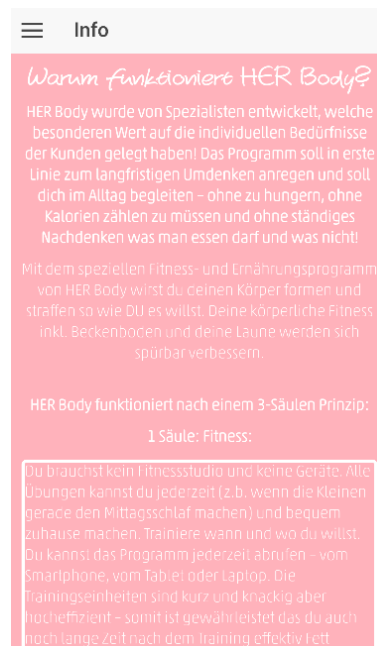 Info
Warum funktioniert HER Body?
HER Body wurde von Spezialisten entwickelt, welche
besonderen Wert auf die individuellen Bedürfnisse
der Kunden gelegt haben! Das Programm soll in erste
Linie zum langfristigen Umdenken anregen und soll
dich im Alltag begleiten – ohne zu hungern, ohne
Kalorien zählen zu müssen und ohne ständiges
Nachdenken was man essen darf und was nicht!
Mit dem speziellen Fitness- und Ernährungsprogramm
von HER Body wirst du deinen Körper formen und
straffen so wie DU es willst. Deine körperliche Fitness
inkl. Beckenboden und deine Laune werden sich
spürbar verbessern.
HER Body funktioniert nach einem 3-Säulen Prinzip:
1 Säule: Fitness:
Du brauchst kein Fitnessstudio und keine Geräte. Alle
Übungen kannst du jederzeit (z.b. wenn die Kleinen
gerade den Mittagsschlaf machen) und bequem
zuhause machen. Trainiere wann und wo du willst.
Du kannst das Programm jederzeit abrufen – vom
Smartphone, vom Tablet oder Laptop. Die
Trainingseinheiten sind kurz und knackig aber
hocheffizient – somit ist gewährleistet das du auch
noch lange Zeit nach dem Training effektiv Fett